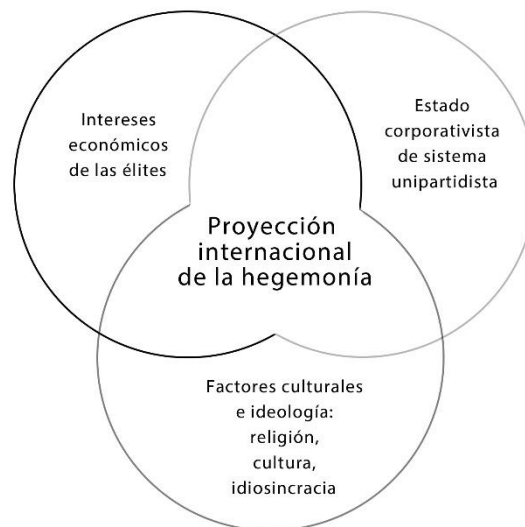 Intereses
económicos
de las élites
Estado
corporativista
de sistema
unipartidista
Proyección
internacional
de la hegemonía
Factores culturales
e ideología:
religión,
cultura,
idiosincracia